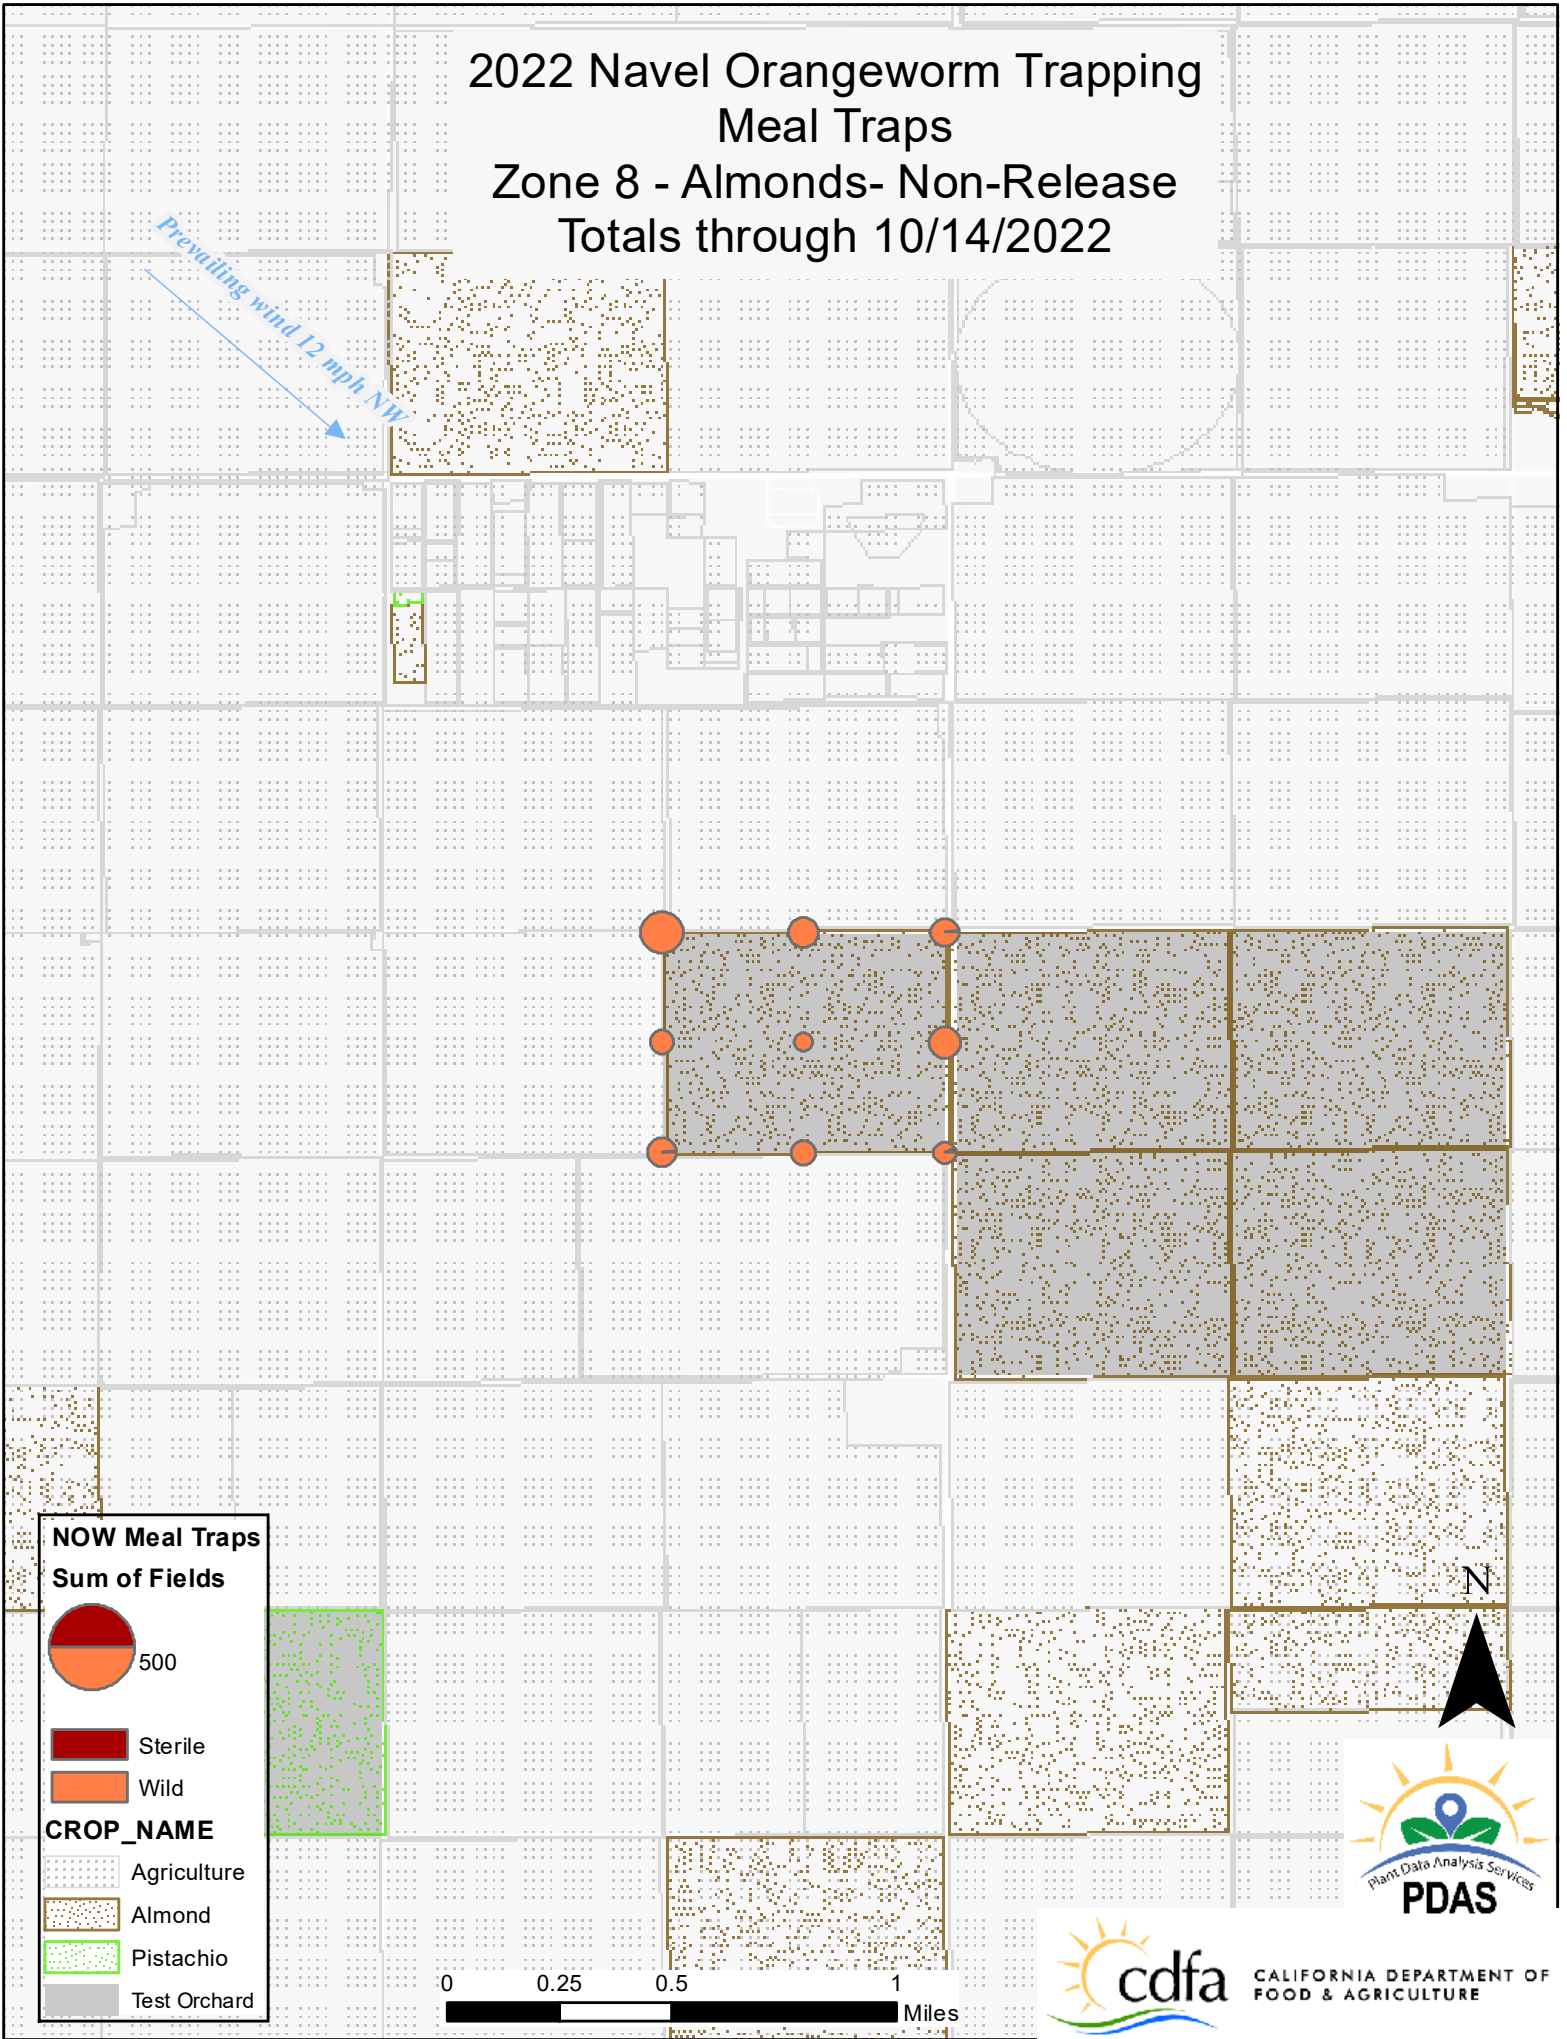 2022 Navel Orangeworm Trapping
Meal Traps
Zone 8 - Almonds- Non-Release
Totals through 10/14/2022
Prevailing wind 12 mph NW
NOW Meal Traps
Sum of Fields
500
Sterile
Wild
CROP_NAME
Agriculture
Almond
Pistachio
Test Orchard
0 0.25 0.5 1
Miles
N
Plant Data Analysis Services
PDAS
cdfa
CALIFORNIA DEPARTMENT OF
FOOD & AGRICULTURE